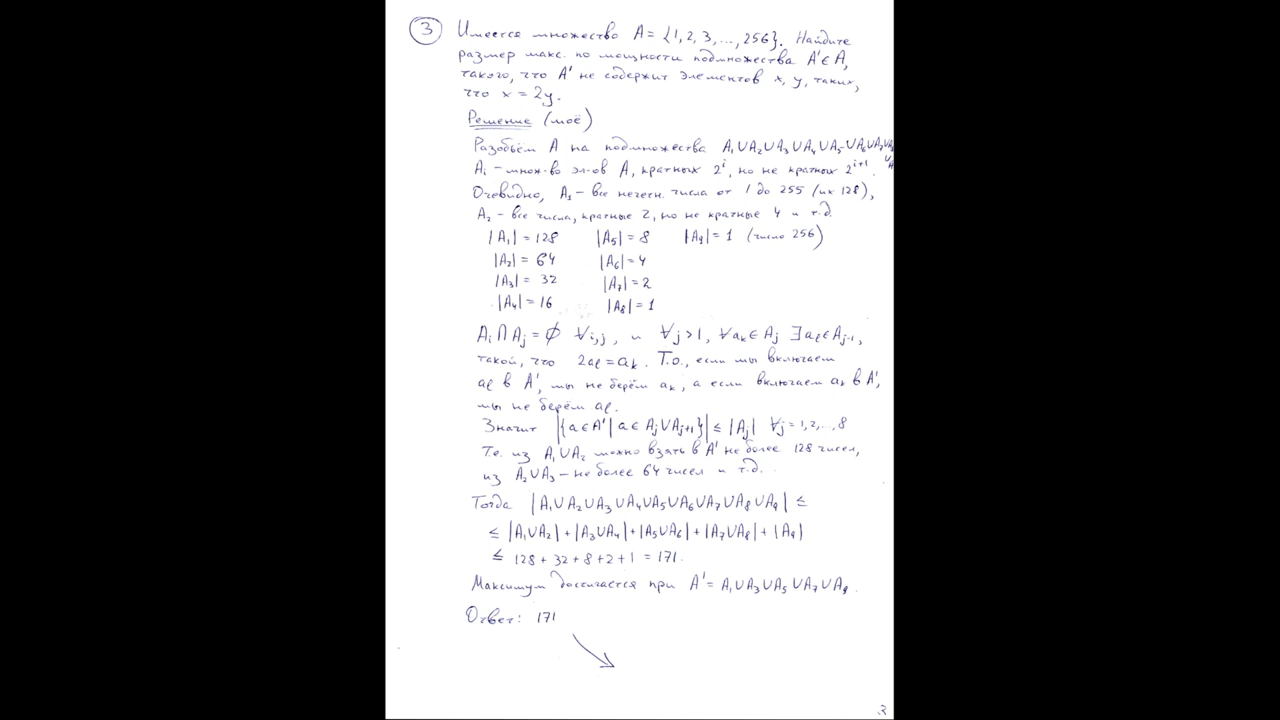 3 Имеется множество A = {1, 2, 3, ..., 256}. Найдите
размер макс. по мощности подмножества A' ∈ A,
такого, что A' не содержит элементов x, y, таких,
что x = 2y.
Решение (моё)
Разобьём A на подмножества A₁∪A₂∪A₃∪A₄∪A₅∪A₆∪A₇∪A₈
∪A
Aᵢ – множ-во эл-ов A, кратных 2ⁱ, но не кратных 2ⁱ⁺¹.
Очевидно, A₁ – все нечетн. числа от 1 до 255 (их 128),
A₂ – все числа, кратные 2, но не кратные 4 и т.д.
|A₁| = 128 |A₅| = 8 |A₉| = 1 (число 256)
|A₂| = 64 |A₆| = 4
|A₃| = 32 |A₇| = 2
|A₄| = 16 |A₈| = 1
Aᵢ ∩ Aⱼ = ∅ ∀i,j, и ∀j>1, ∀aₖ ∈ Aⱼ ∃aₗ ∈ Aⱼ₋₁,
такой, что 2aₗ = aₖ. Т.о., если мы включаем
aₗ в A', мы не берём aₖ, а если включаем aₖ в A',
мы не берём aₗ.
Значит |{a ∈ A' | a ∈ Aⱼ∪Aⱼ₊₁}| ≤ |Aⱼ| ∀j = 1, 2, ..., 8
Т.е. из A₁∪A₂ можно взять в A' не более 128 чисел,
из A₂∪A₃ – не более 64 чисел и т.д.
Тогда |A₁∪A₂∪A₃∪A₄∪A₅∪A₆∪A₇∪A₈∪A₉| ≤
≤ |A₁∪A₂| + |A₃∪A₄| + |A₅∪A₆| + |A₇∪A₈| + |A₉|
≤ 128 + 32 + 8 + 2 + 1 = 171.
Максимум достигается при A' = A₁∪A₃∪A₅∪A₇∪A₉.
Ответ: 171
3